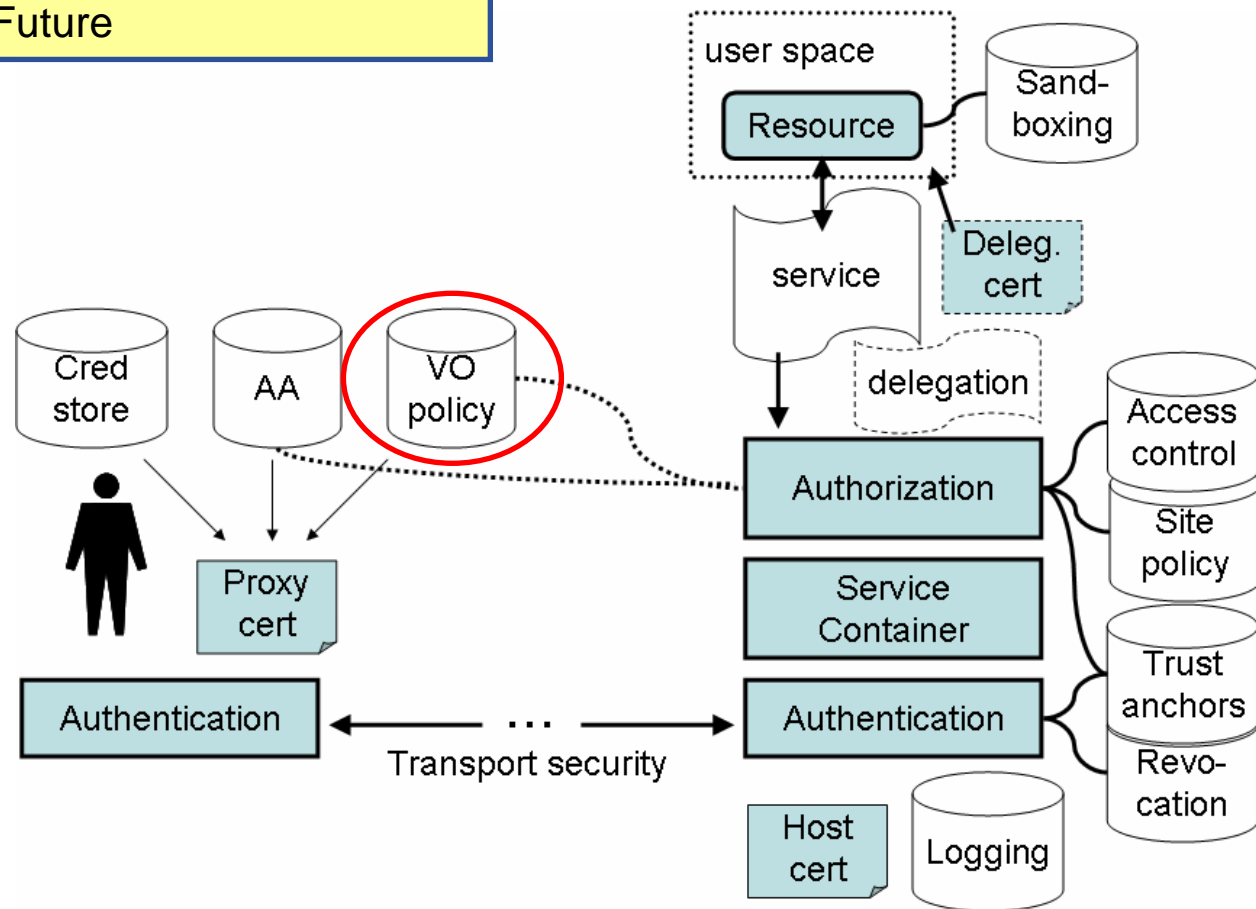 Future
user space
Resource
Sand-
boxing
service
Deleg.
cert
delegation
Cred
store
AA
VO
policy
Proxy
cert
Authentication
...
Transport security
Authorization
Service
Container
Authentication
Access
control
Site
policy
Trust
anchors
Revo-
cation
Host
cert
Logging